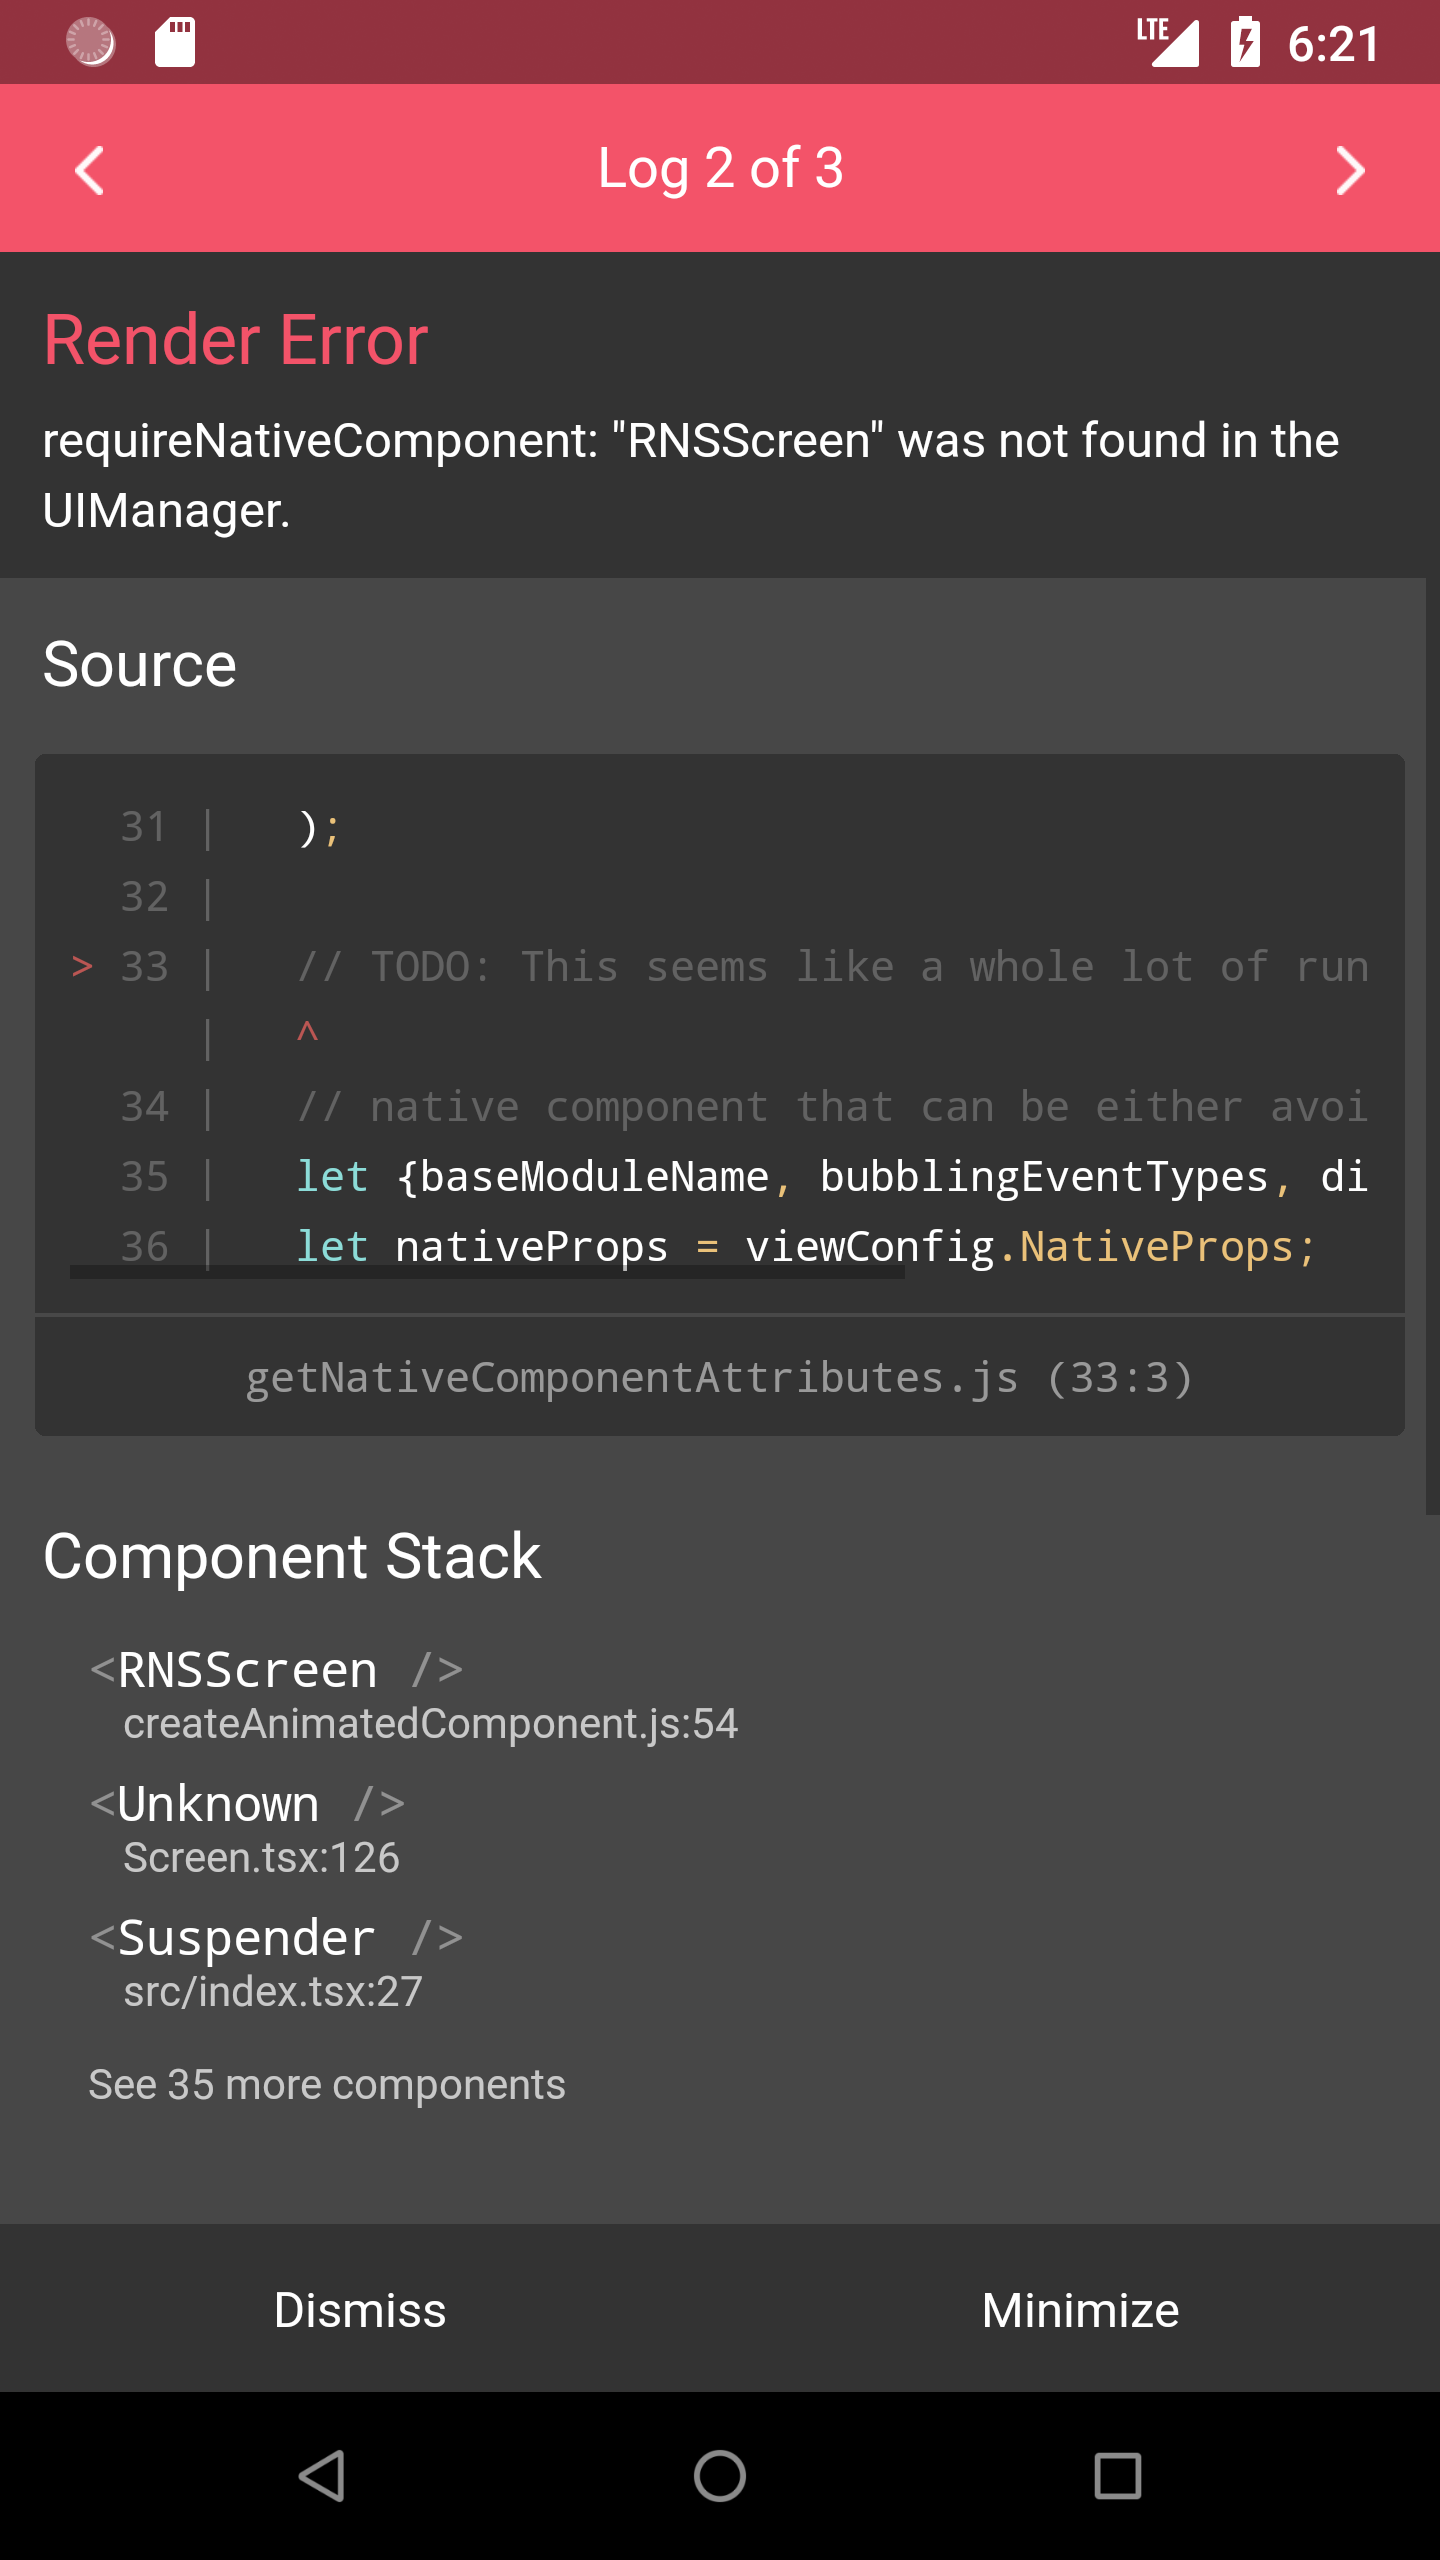 LTE 6:21
Log 2 of 3
Render Error
requireNativeComponent: "RNSScreen" was not found in the
UIManager.
Source
31 |   );
32 |
> 33 |   // TODO: This seems like a whole lot of run
|   ^
34 |   // native component that can be either avoi
35 |   let {baseModuleName, bubblingEventTypes, di
36 |   let nativeProps = viewConfig.NativeProps;
getNativeComponentAttributes.js (33:3)
Component Stack
<RNSScreen />
createAnimatedComponent.js:54
<Unknown />
Screen.tsx:126
<Suspender />
src/index.tsx:27
See 35 more components
Dismiss Minimize